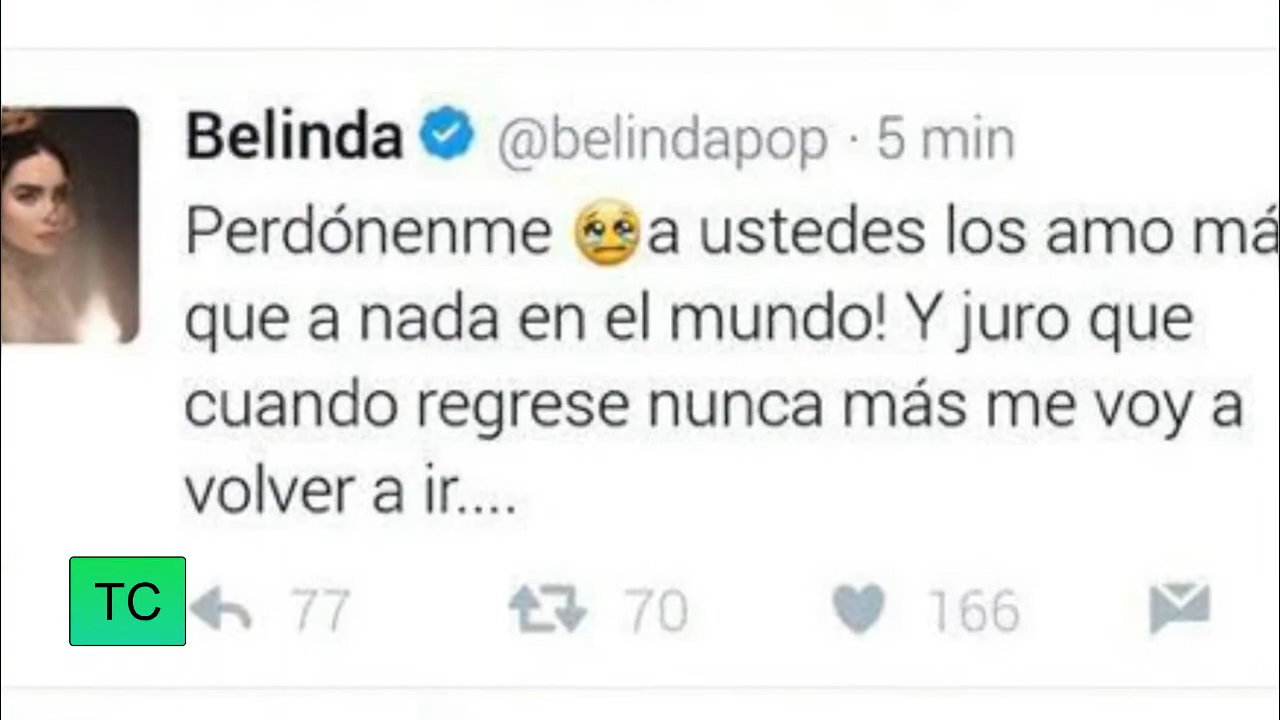 Belinda @belindapop · 5 min
Perdónenme 😢a ustedes los amo má
que a nada en el mundo! Y juro que
cuando regrese nunca más me voy a
volver a ir....
TC 77 70 166